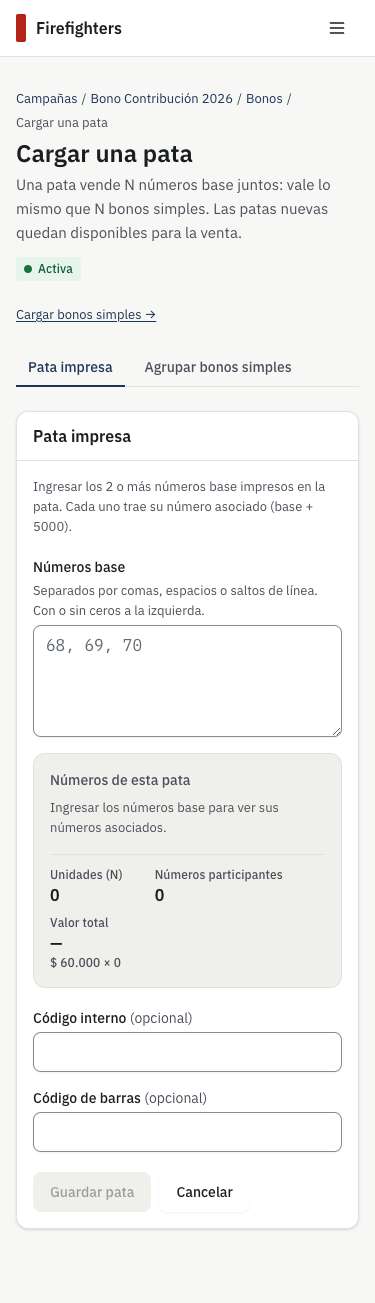 Firefighters
Campañas / Bono Contribución 2026 / Bonos /
Cargar una pata
Cargar una pata
Una pata vende N números base juntos: vale lo
mismo que N bonos simples. Las patas nuevas
quedan disponibles para la venta.
Activa
Cargar bonos simples →
Pata impresa Agrupar bonos simples
Pata impresa
Ingresar los 2 o más números base impresos en la
pata. Cada uno trae su número asociado (base +
5000).
Números base
Separados por comas, espacios o saltos de línea.
Con o sin ceros a la izquierda.
68, 69, 70
Números de esta pata
Ingresar los números base para ver sus
números asociados.
Unidades (N) Números participantes
0 0
Valor total
—
$ 60.000 × 0
Código interno (opcional)
Código de barras (opcional)
Guardar pata Cancelar